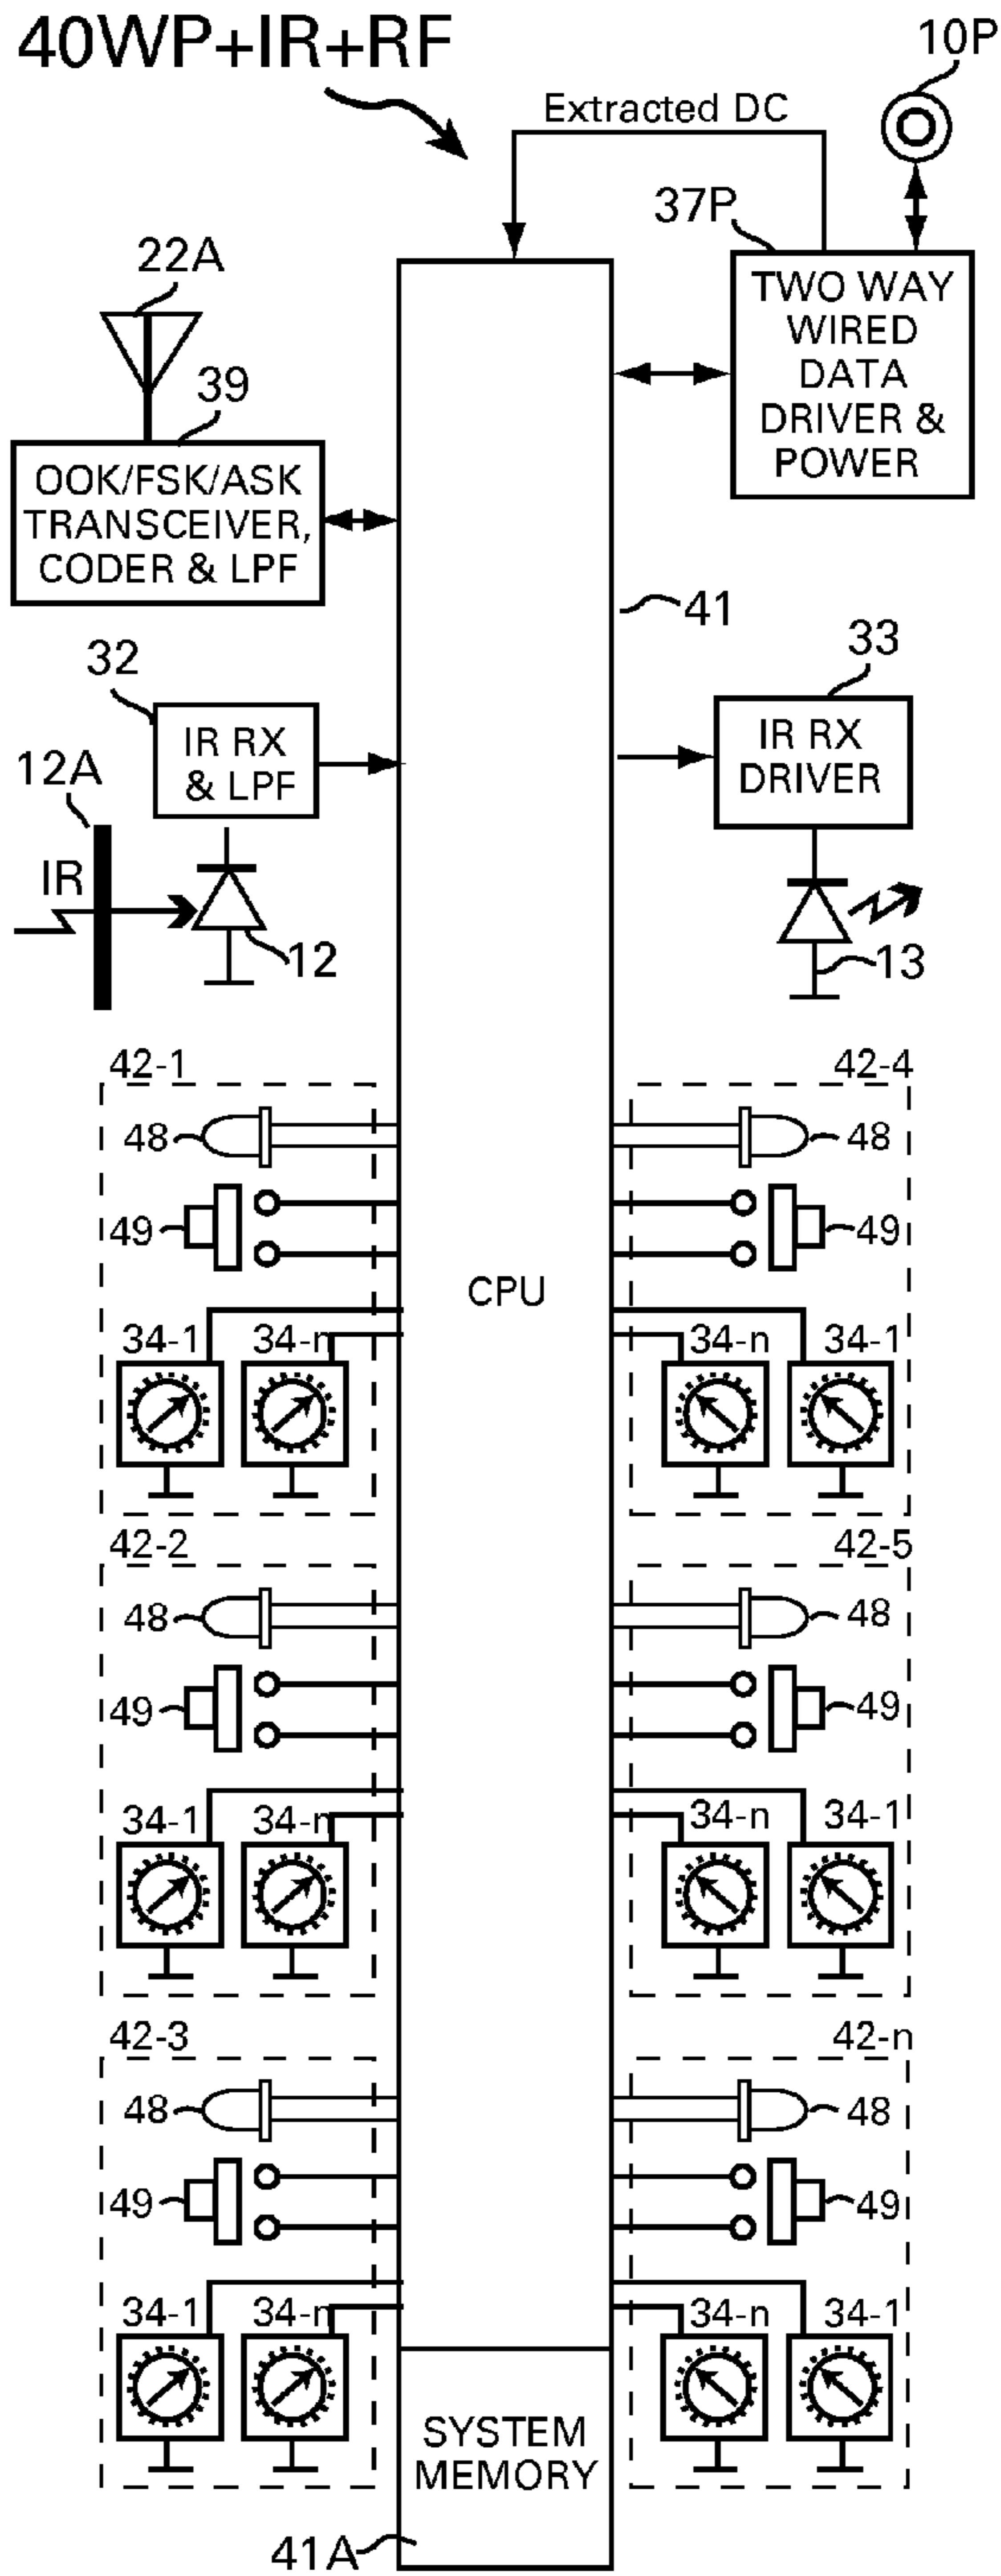 40WP+IR+RF
10P
Extracted DC
37P
22A
TWO WAY
WIRED
DATA
DRIVER &
POWER
39
OOK/FSK/ASK
TRANSCEIVER,
CODER & LPF
41
32
33
IR RX
& LPF
IR RX
DRIVER
12A
IR
12
13
42-1
42-4
48
48
49
49
CPU
34-1
34-n
34-n
34-1
42-2
42-5
48
48
49
49
34-1
34-n
34-n
34-1
42-3
42-n
48
48
49
49
34-1
34-n
34-n
34-1
SYSTEM
MEMORY
41A